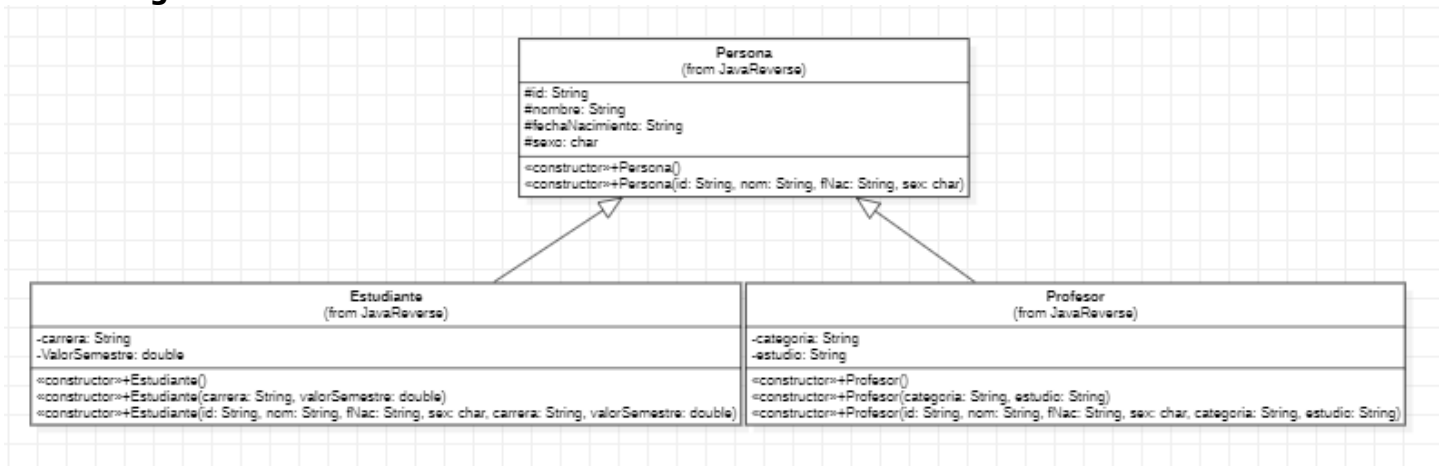 Persona
(from JavaReverse)
#id: String
#nombre: String
#fechaNacimiento: String
#sexo: char
«constructor»+Persona()
«constructor»+Persona(id: String, nom: String, fNac: String, sex: char)
Estudiante
(from JavaReverse)
-carrera: String
-ValorSemestre: double
«constructor»+Estudiante()
«constructor»+Estudiante(carrera: String, valorSemestre: double)
«constructor»+Estudiante(id: String, nom: String, fNac: String, sex: char, carrera: String, valorSemestre: double)
Profesor
(from JavaReverse)
-categoria: String
-estudio: String
«constructor»+Profesor()
«constructor»+Profesor(categoria: String, estudio: String)
«constructor»+Profesor(id: String, nom: String, fNac: String, sex: char, categoria: String, estudio: String)